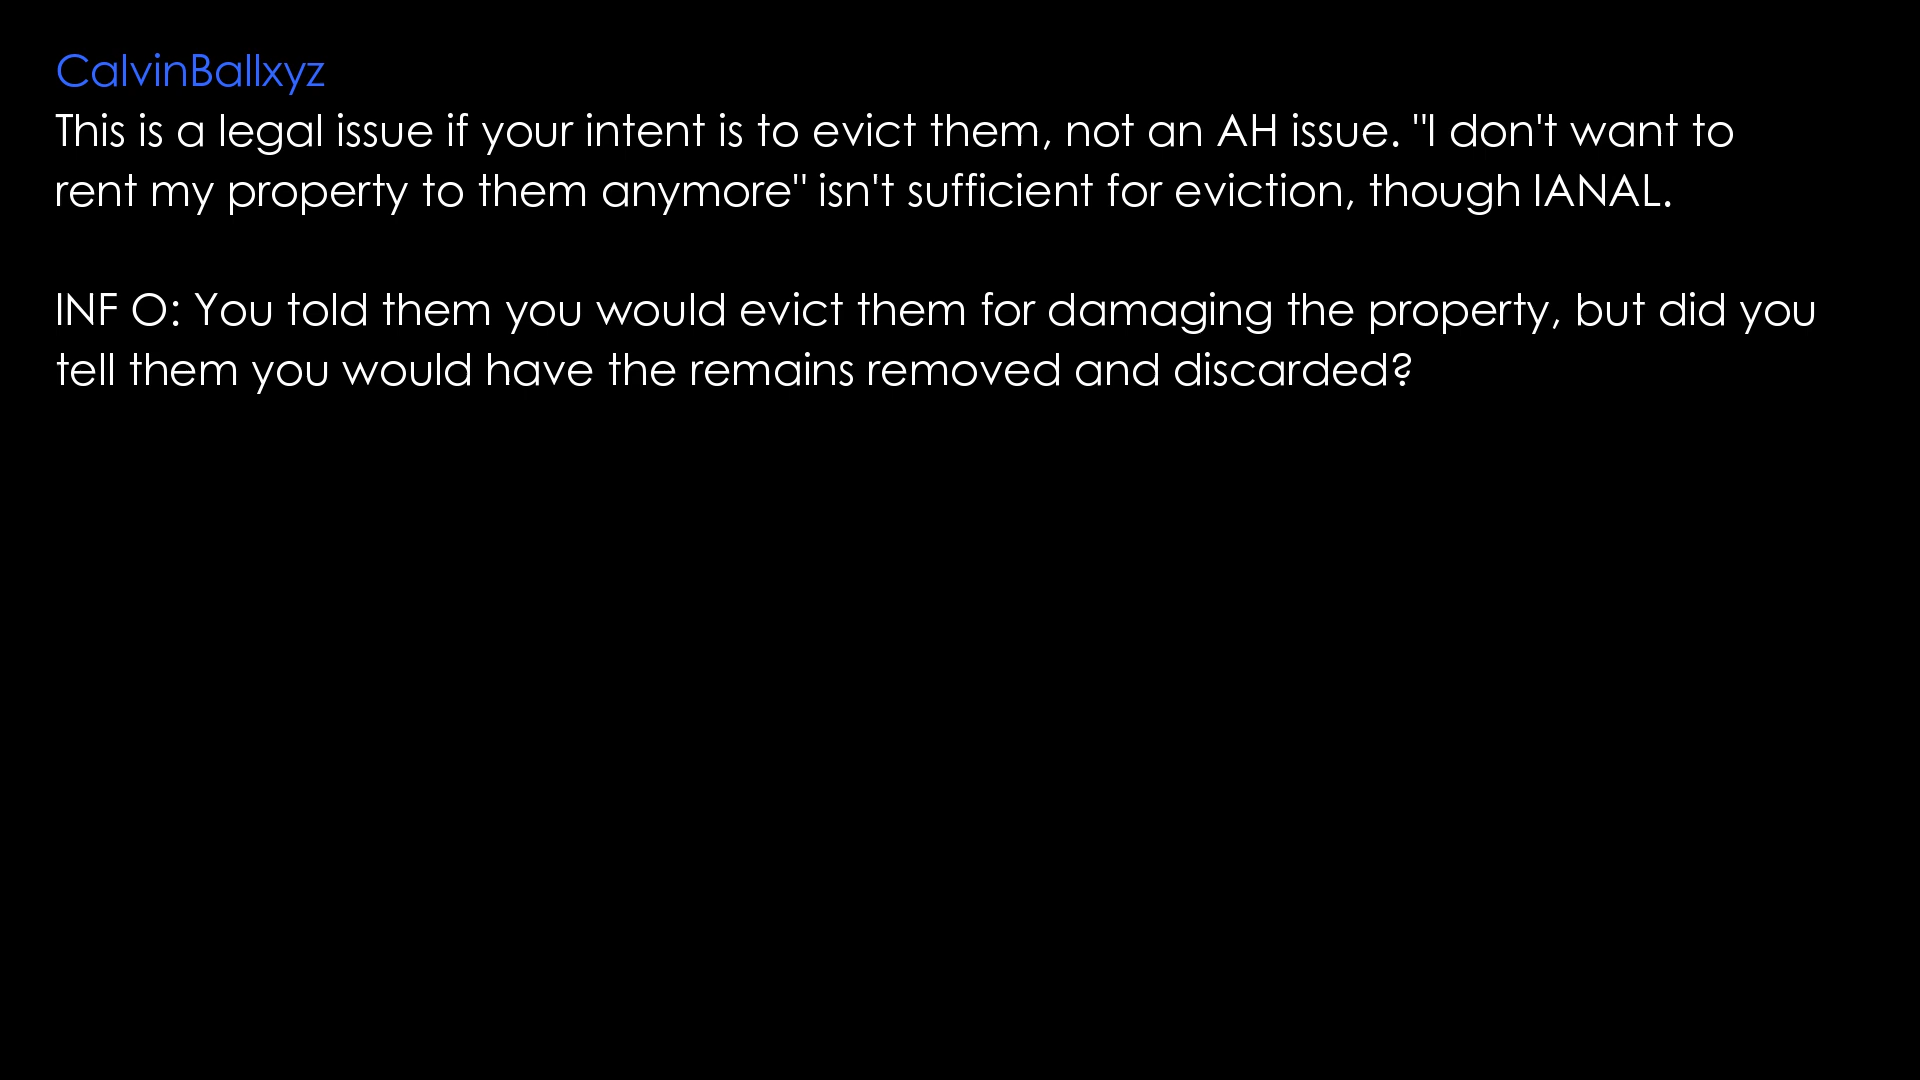 CalvinBallxyz
This is a legal issue if your intent is to evict them, not an AH issue. "I don't want to
rent my property to them anymore" isn't sufficient for eviction, though IANAL.
INF O: You told them you would evict them for damaging the property, but did you
tell them you would have the remains removed and discarded?